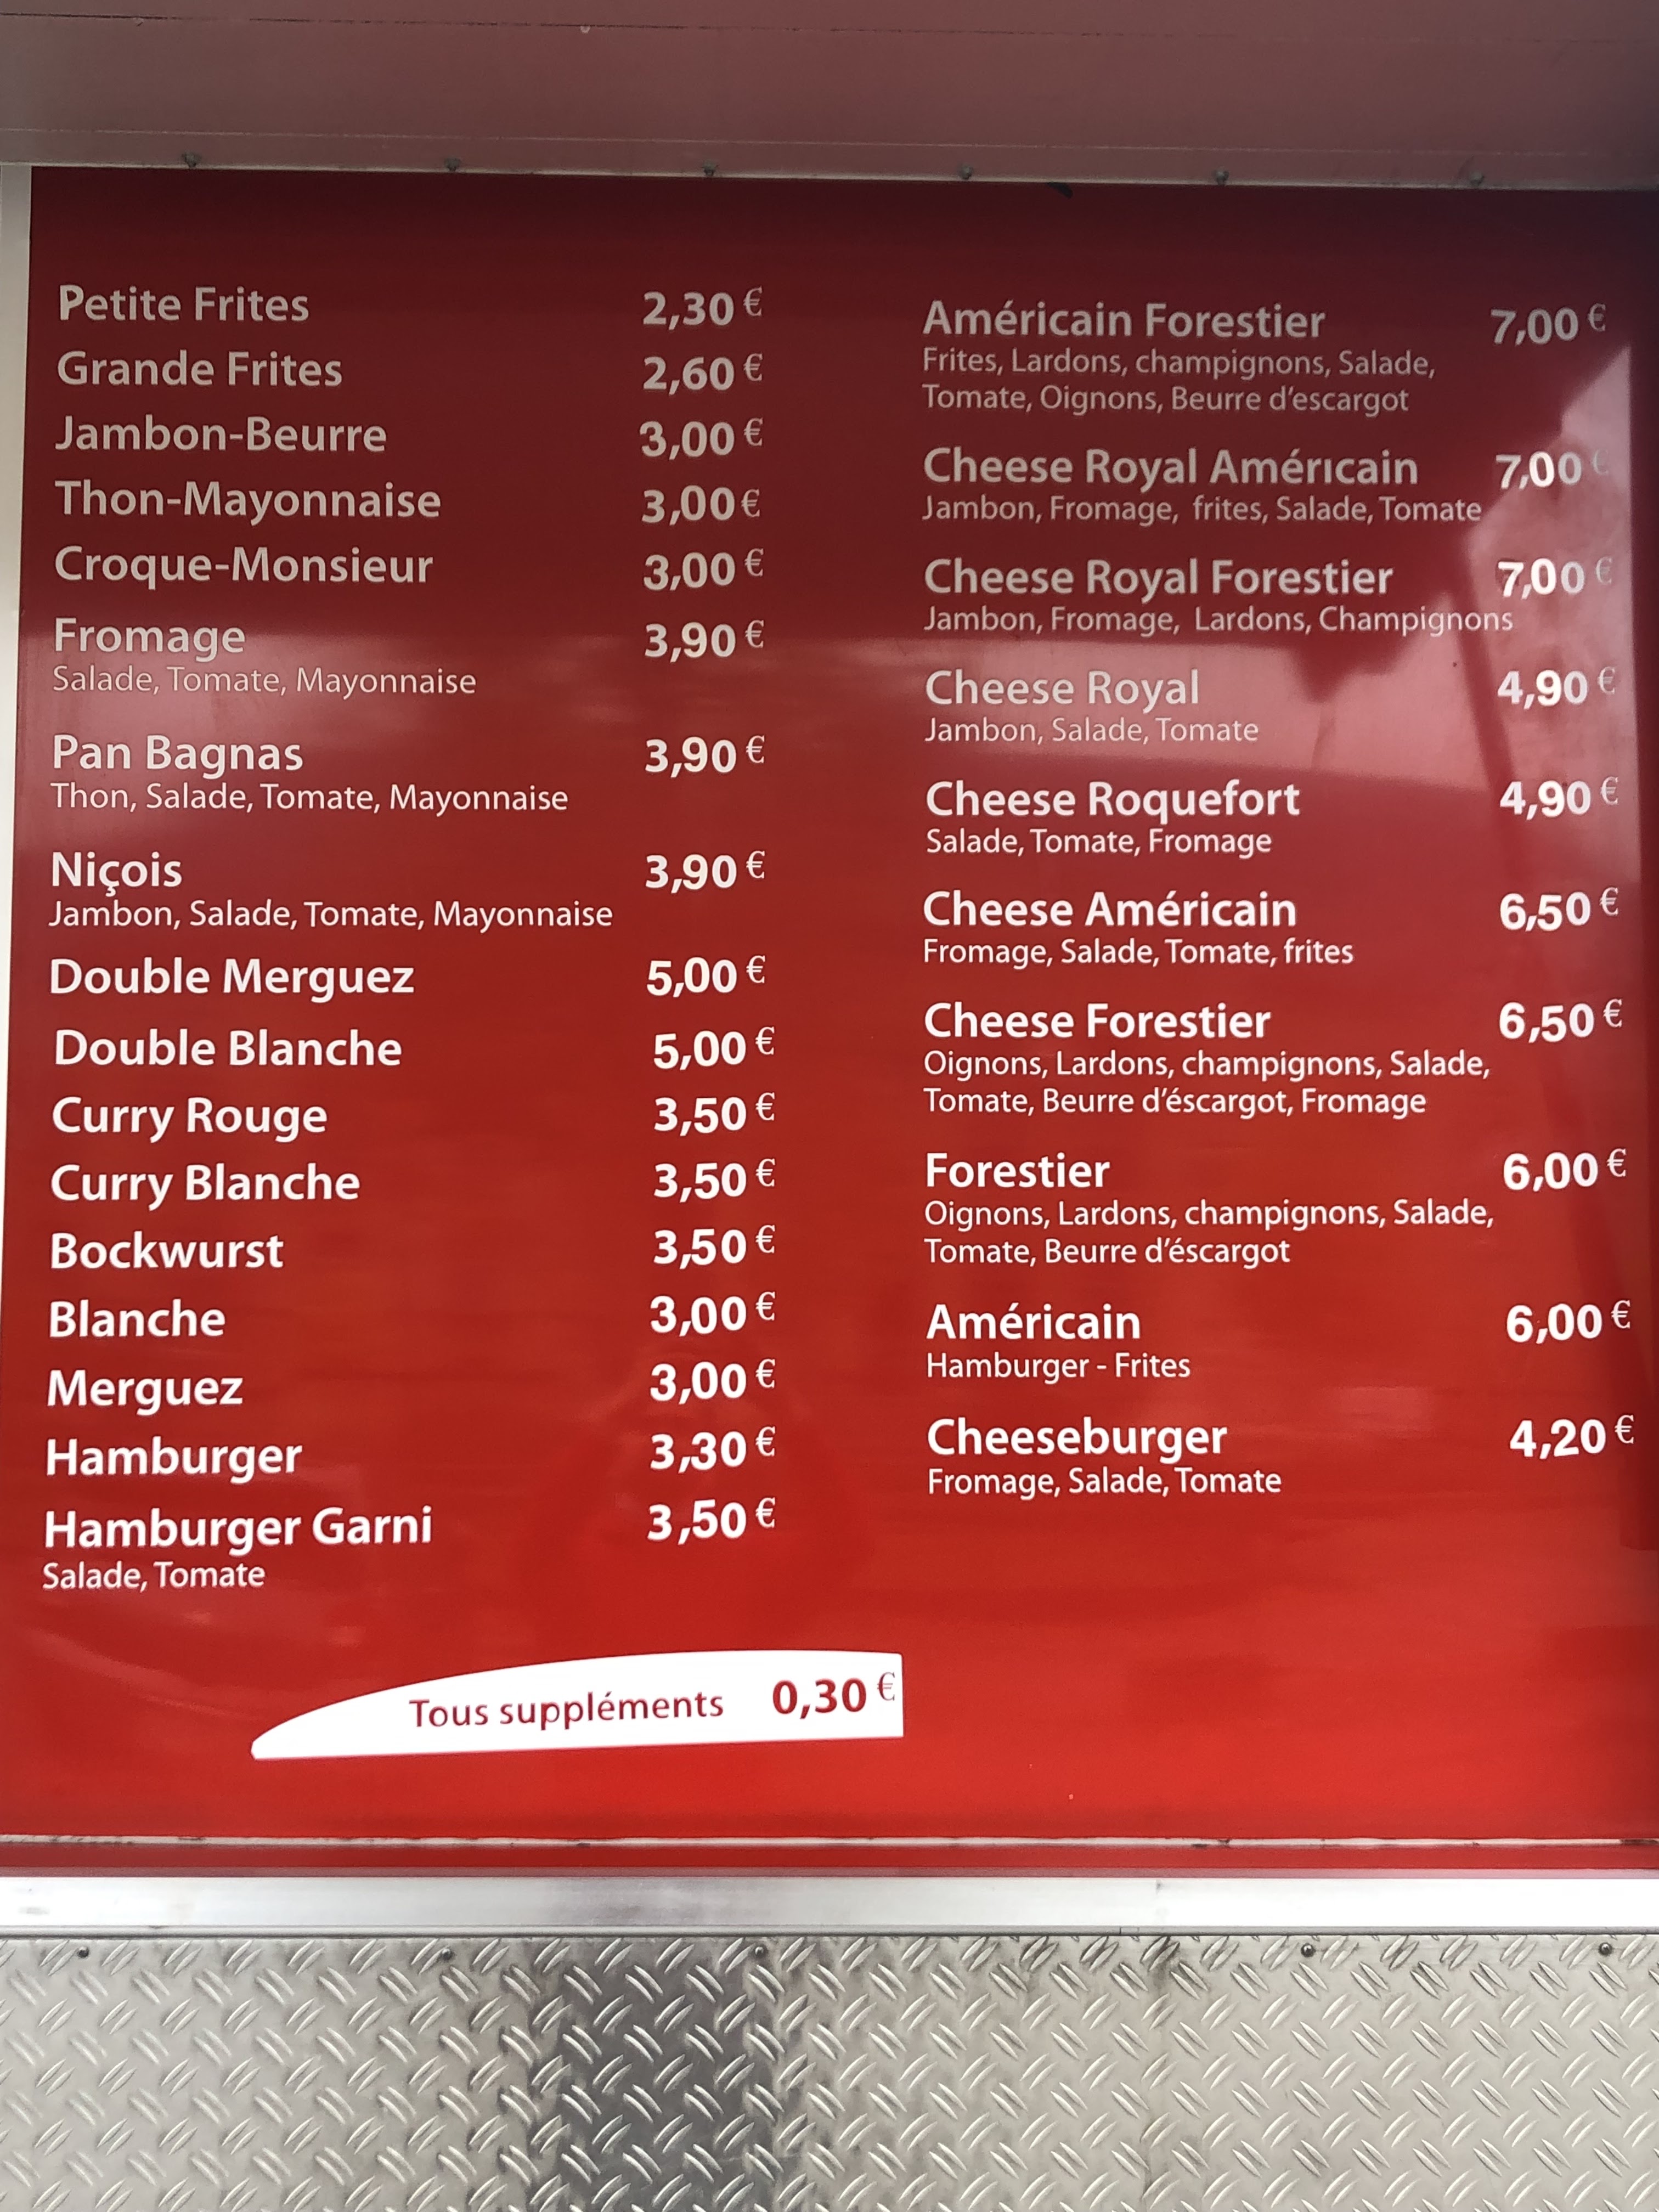 Petite Frites 2,30 €
Grande Frites 2,60 €
Jambon-Beurre 3,00 €
Thon-Mayonnaise 3,00 €
Croque-Monsieur 3,00 €
Fromage 3,90 €
Salade, Tomate, Mayonnaise
Pan Bagnas 3,90 €
Thon, Salade, Tomate, Mayonnaise
Niçois 3,90 €
Jambon, Salade, Tomate, Mayonnaise
Double Merguez 5,00 €
Double Blanche 5,00 €
Curry Rouge 3,50 €
Curry Blanche 3,50 €
Bockwurst 3,50 €
Blanche 3,00 €
Merguez 3,00 €
Hamburger 3,30 €
Hamburger Garni 3,50 €
Salade, Tomate
Américain Forestier 7,00 €
Frites, Lardons, champignons, Salade,
Tomate, Oignons, Beurre d'escargot
Cheese Royal Américain 7,00 €
Jambon, Fromage, frites, Salade, Tomate
Cheese Royal Forestier 7,00 €
Jambon, Fromage, Lardons, Champignons
Cheese Royal 4,90 €
Jambon, Salade, Tomate
Cheese Roquefort 4,90 €
Salade, Tomate, Fromage
Cheese Américain 6,50 €
Fromage, Salade, Tomate, frites
Cheese Forestier 6,50 €
Oignons, Lardons, champignons, Salade,
Tomate, Beurre d'éscargot, Fromage
Forestier 6,00 €
Oignons, Lardons, champignons, Salade,
Tomate, Beurre d'éscargot
Américain 6,00 €
Hamburger - Frites
Cheeseburger 4,20 €
Fromage, Salade, Tomate
Tous suppléments 0,30 €